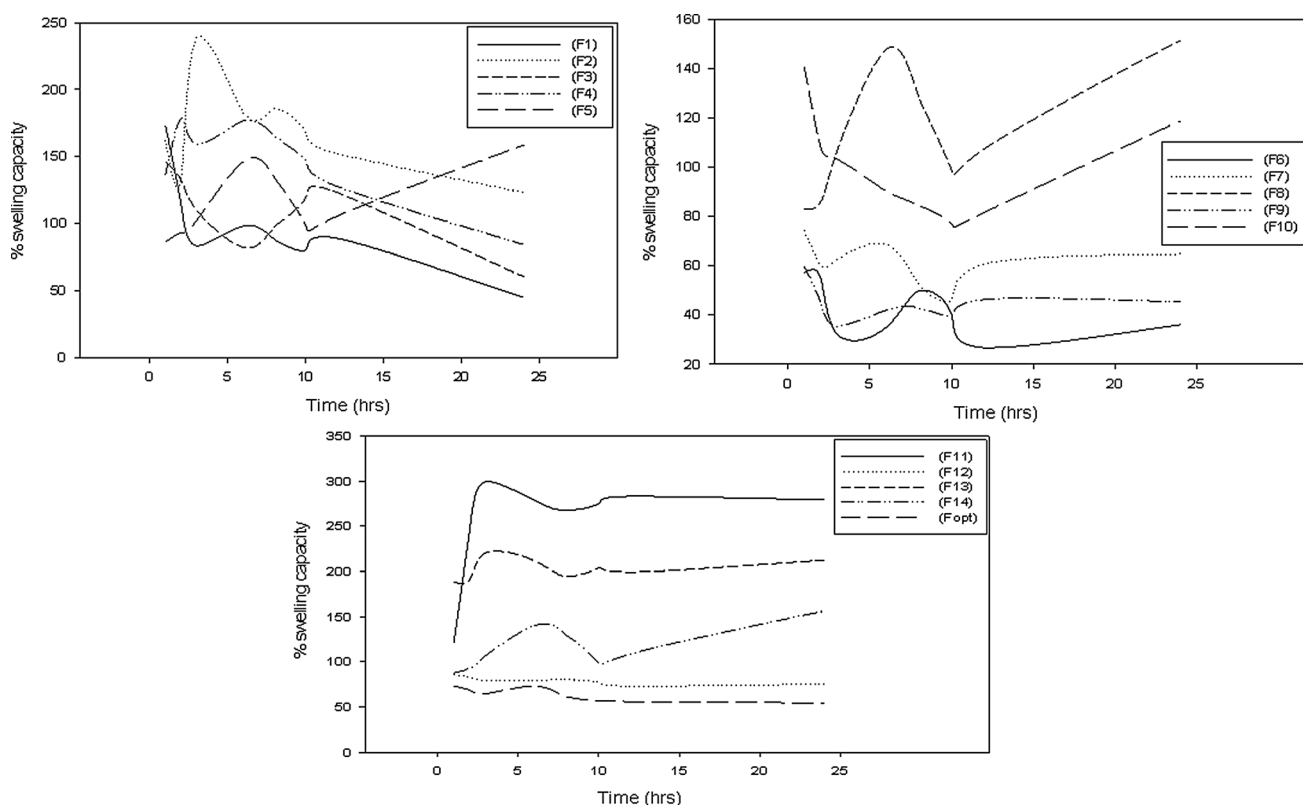 250
200
150
100
50
0
% swelling capacity
0 5 10 15 20 25
Time (hrs)
(F1)
(F2)
(F3)
(F4)
(F5)
160
140
120
100
80
60
40
20
% swelling capacity
0 5 10 15 20 25
Time (hrs)
(F6)
(F7)
(F8)
(F9)
(F10)
350
300
250
200
150
100
50
0
% swelling capacity
0 5 10 15 20 25
Time (hrs)
(F11)
(F12)
(F13)
(F14)
(Fopt)